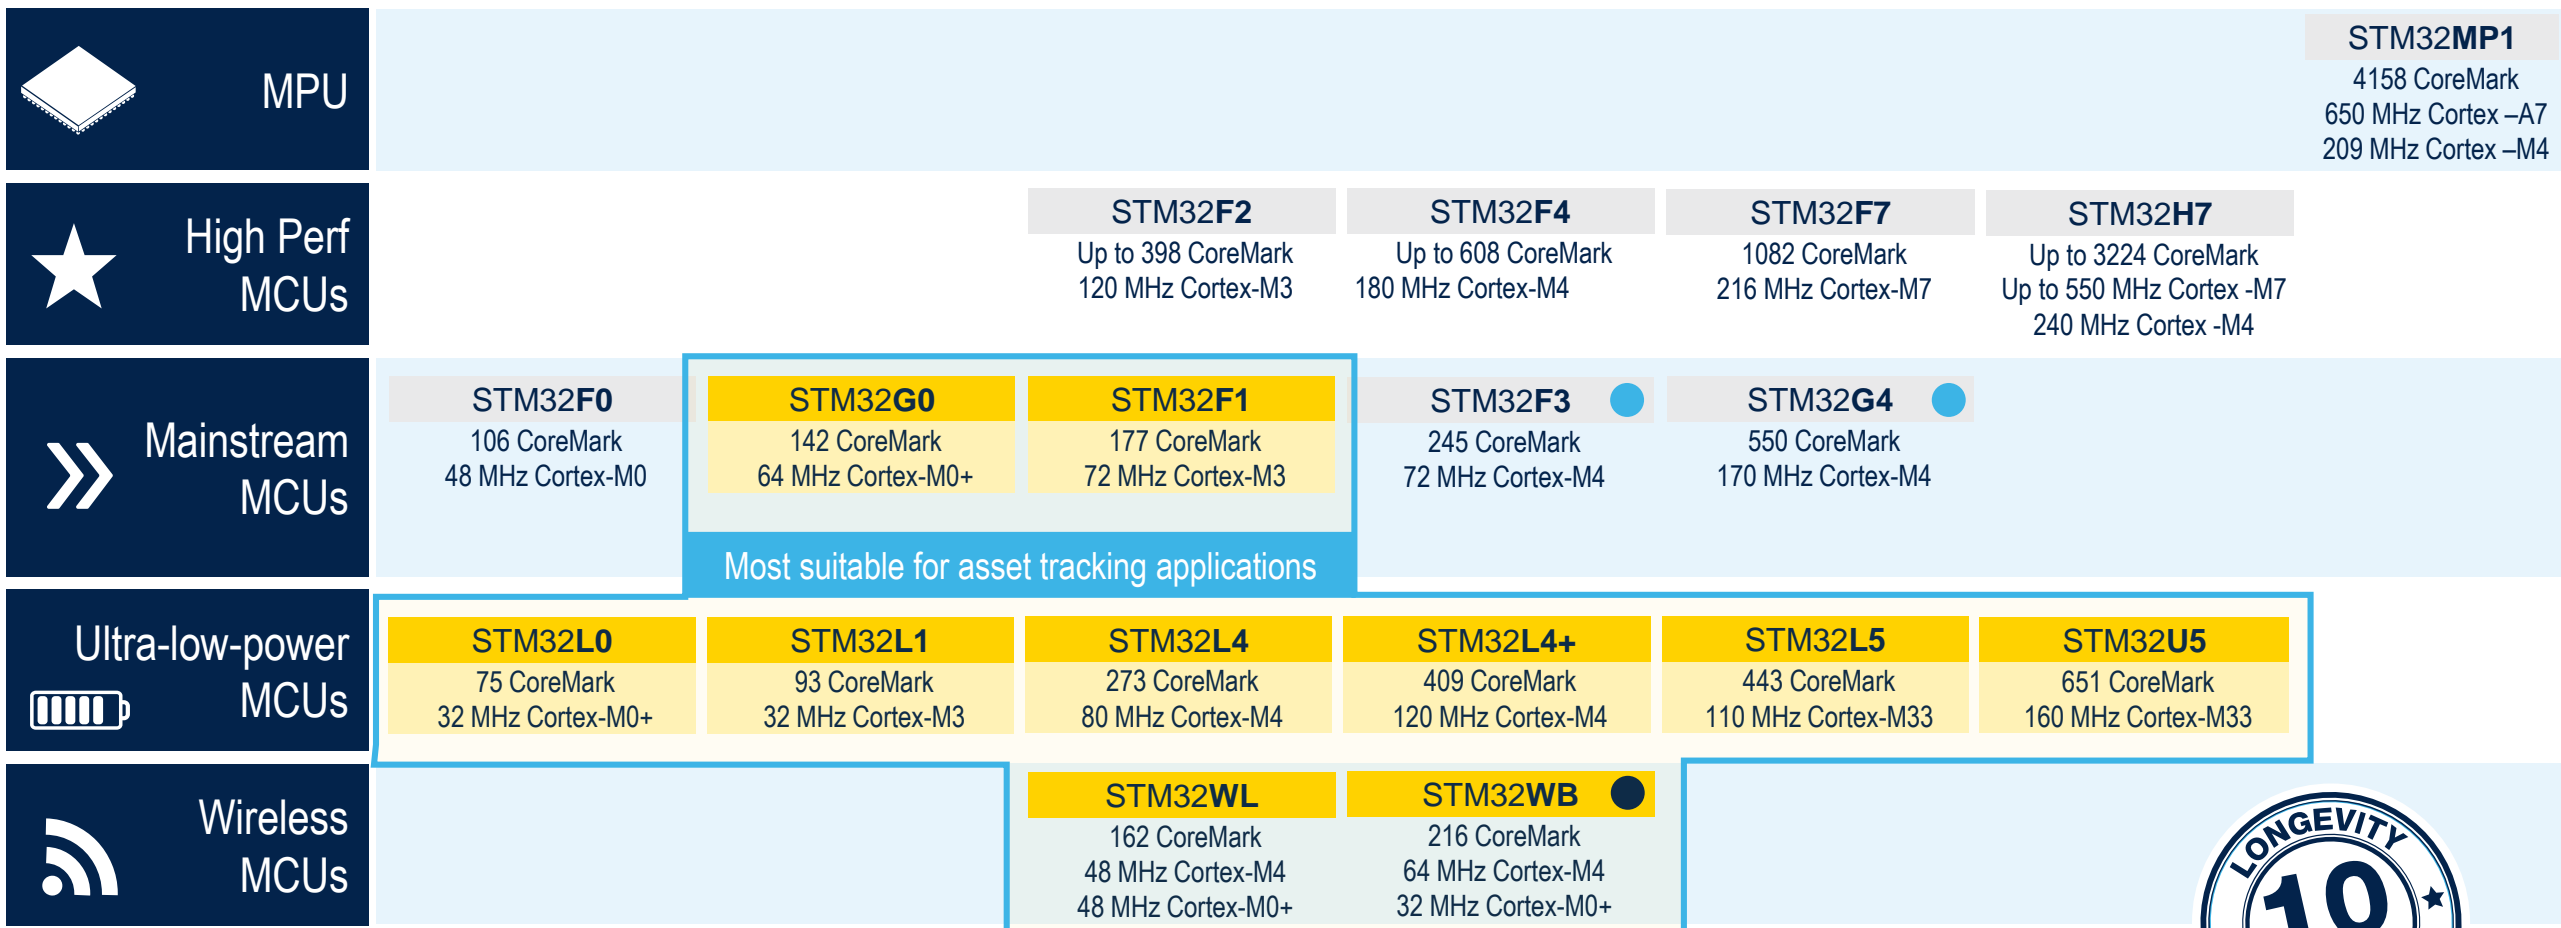 MPU
STM32MP1
4158 CoreMark
650 MHz Cortex –A7
209 MHz Cortex –M4
High Perf
MCUs
STM32F2
Up to 398 CoreMark
120 MHz Cortex-M3
STM32F4
Up to 608 CoreMark
180 MHz Cortex-M4
STM32F7
1082 CoreMark
216 MHz Cortex-M7
STM32H7
Up to 3224 CoreMark
Up to 550 MHz Cortex -M7
240 MHz Cortex -M4
Mainstream
MCUs
STM32F0
106 CoreMark
48 MHz Cortex-M0
STM32G0
142 CoreMark
64 MHz Cortex-M0+
STM32F1
177 CoreMark
72 MHz Cortex-M3
STM32F3
245 CoreMark
72 MHz Cortex-M4
STM32G4
550 CoreMark
170 MHz Cortex-M4
Most suitable for asset tracking applications
Ultra-low-power
MCUs
STM32L0
75 CoreMark
32 MHz Cortex-M0+
STM32L1
93 CoreMark
32 MHz Cortex-M3
STM32L4
273 CoreMark
80 MHz Cortex-M4
STM32L4+
409 CoreMark
120 MHz Cortex-M4
STM32L5
443 CoreMark
110 MHz Cortex-M33
STM32U5
651 CoreMark
160 MHz Cortex-M33
Wireless
MCUs
STM32WL
162 CoreMark
48 MHz Cortex-M4
48 MHz Cortex-M0+
STM32WB
216 CoreMark
64 MHz Cortex-M4
32 MHz Cortex-M0+
LONGEVITY
10